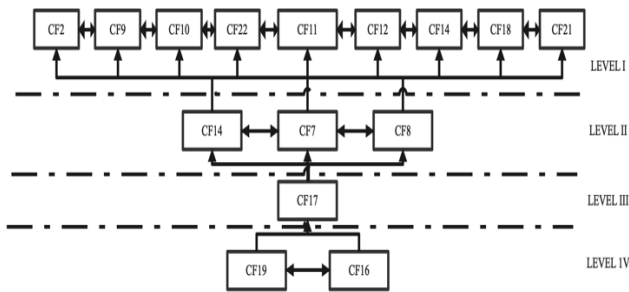 CF2 CF9 CF10 CF22 CF11 CF12 CF14 CF18 CF21
LEVEL I
CF14 CF7 CF8 LEVEL II
CF17 LEVEL III
CF19 CF16 LEVEL 1V